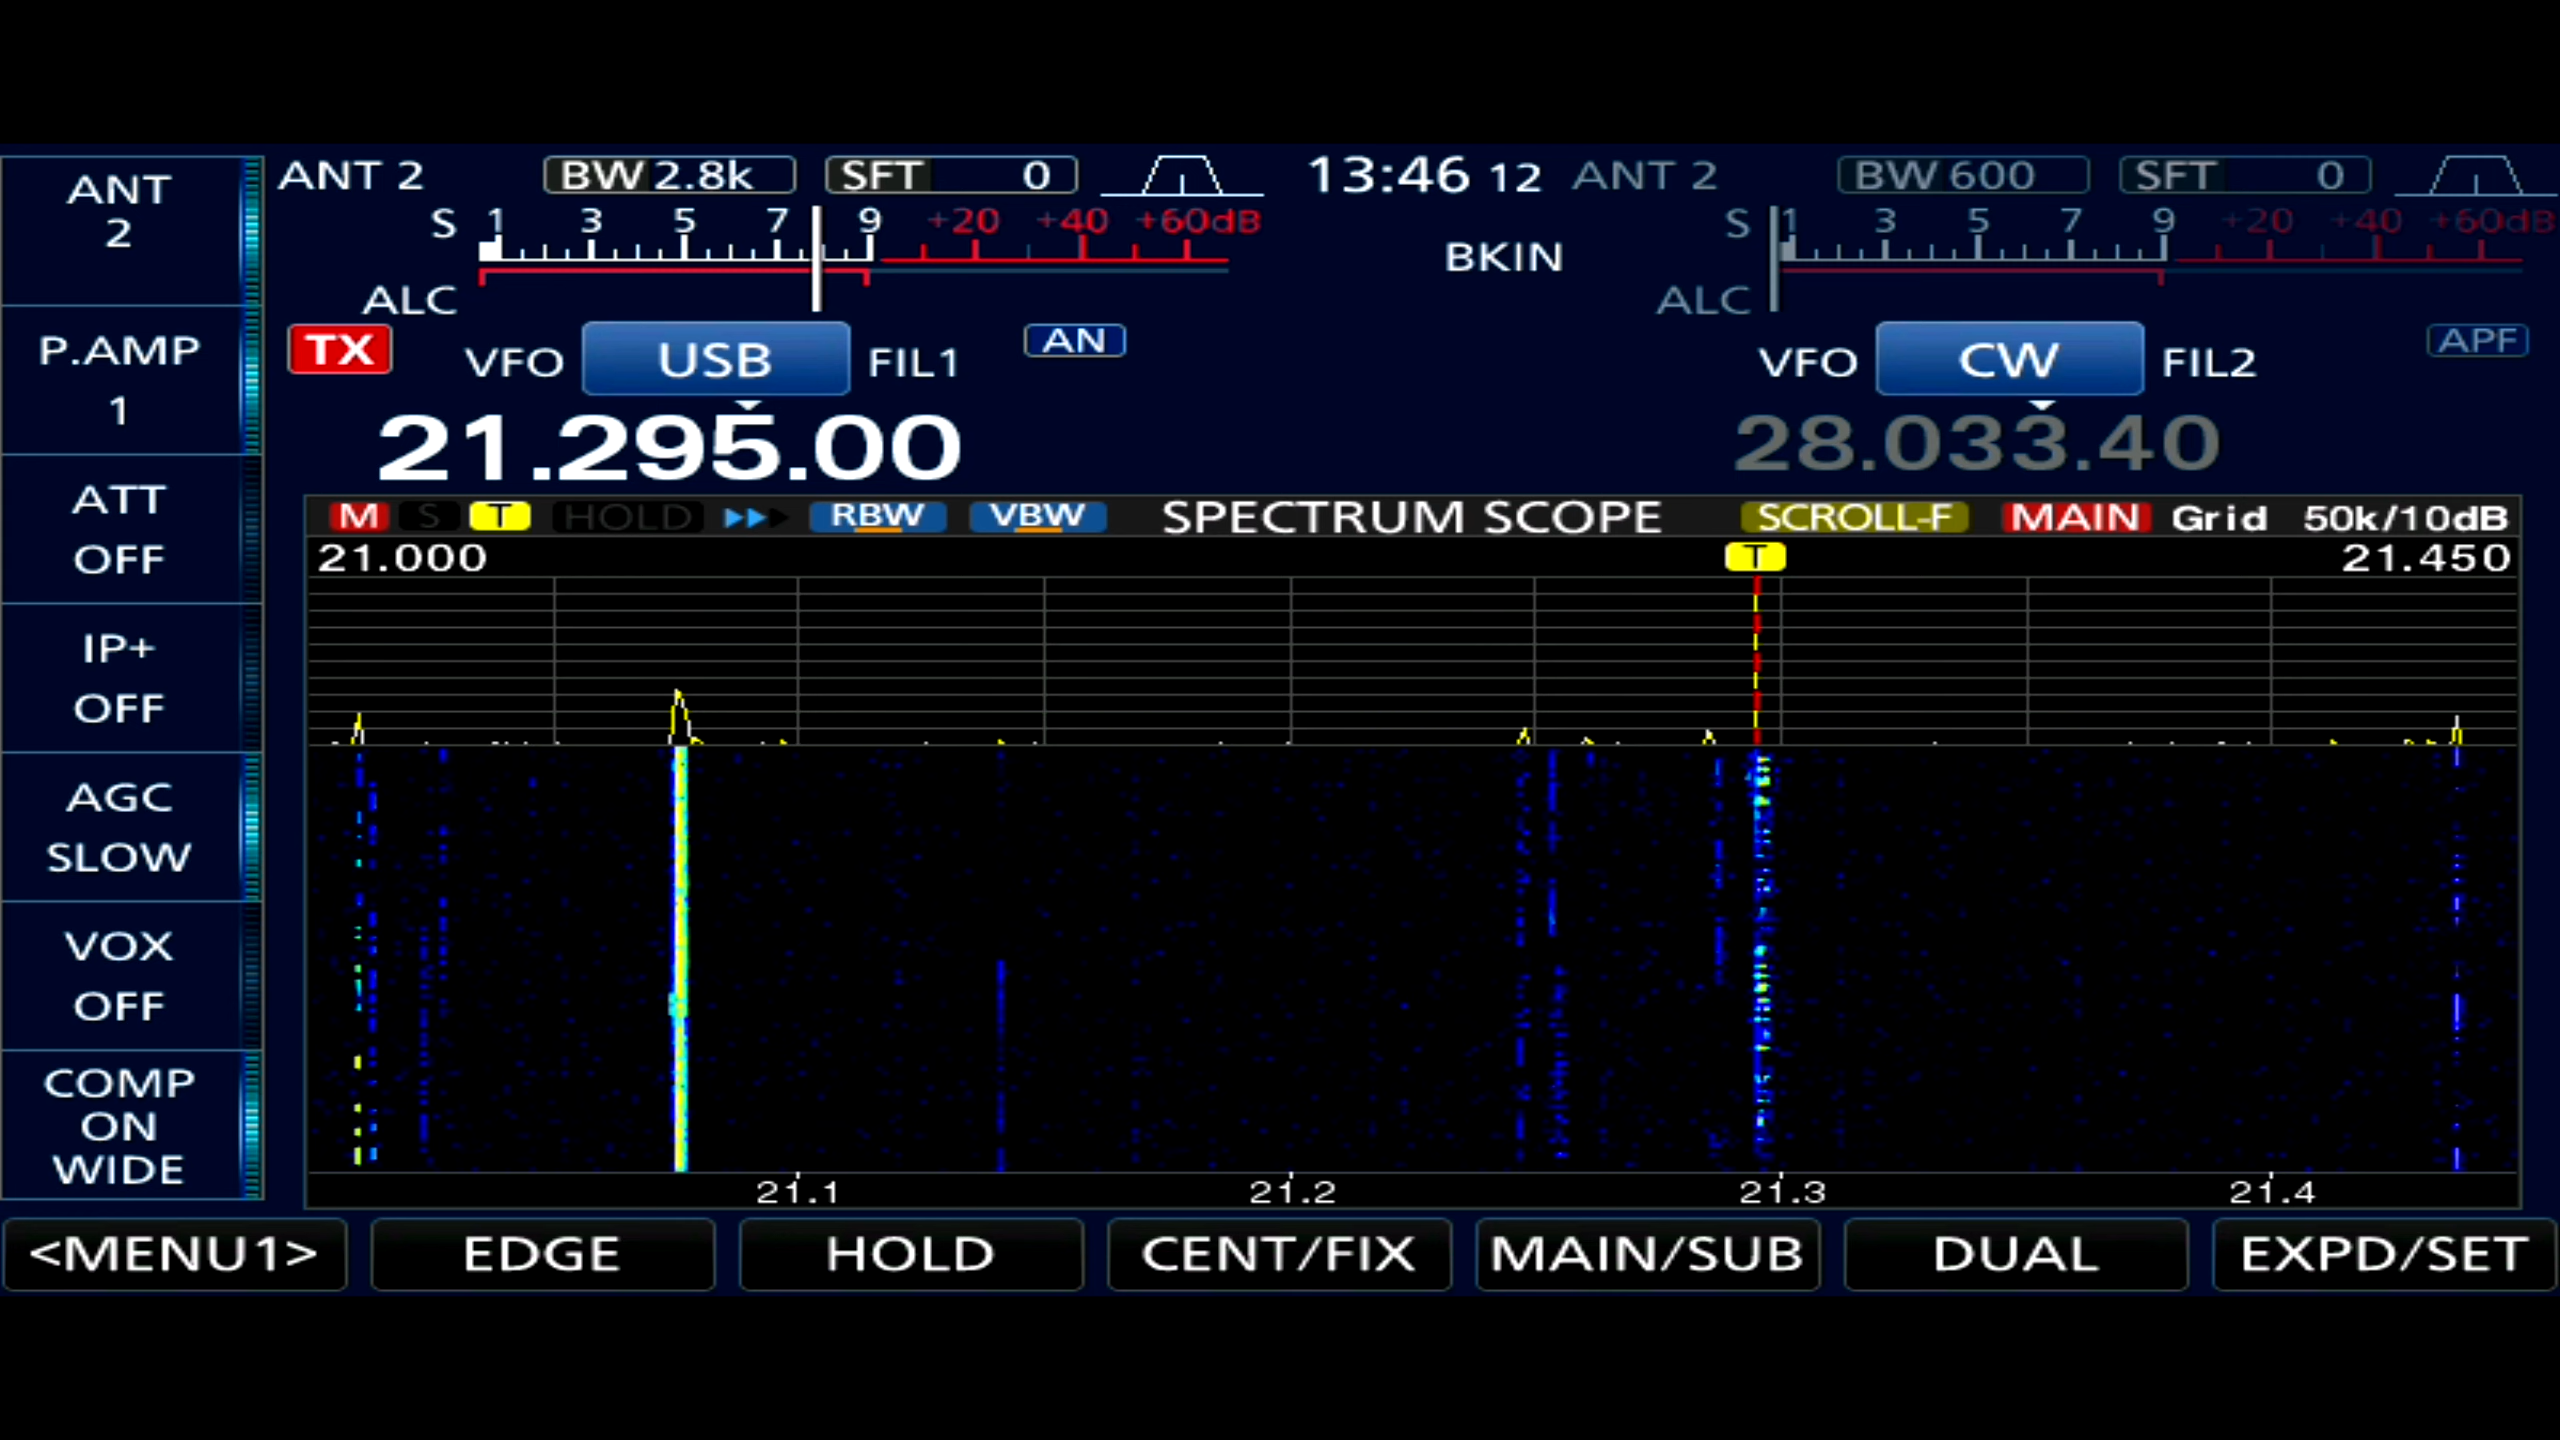 ANT
2
P.AMP
1
ATT
OFF
IP+
OFF
AGC
SLOW
VOX
OFF
COMP
ON
WIDE
ANT 2 BW 2.8k SFT 0 13:46 12 ANT 2 BW 600 SFT 0
S 1 3 5 7 9 +20 +40 +60dB S 1 3 5 7 9 +20 +40 +60dB
BKIN
ALC ALC
TX VFO USB FIL1 AN VFO CW FIL2 APF
21.295.00 28.033.40
M S T HOLD RBW VBW SPECTRUM SCOPE SCROLL-F MAIN Grid 50k/10dB
21.000 T 21.450
21.1 21.2 21.3 21.4
<MENU1> EDGE HOLD CENT/FIX MAIN/SUB DUAL EXPD/SET